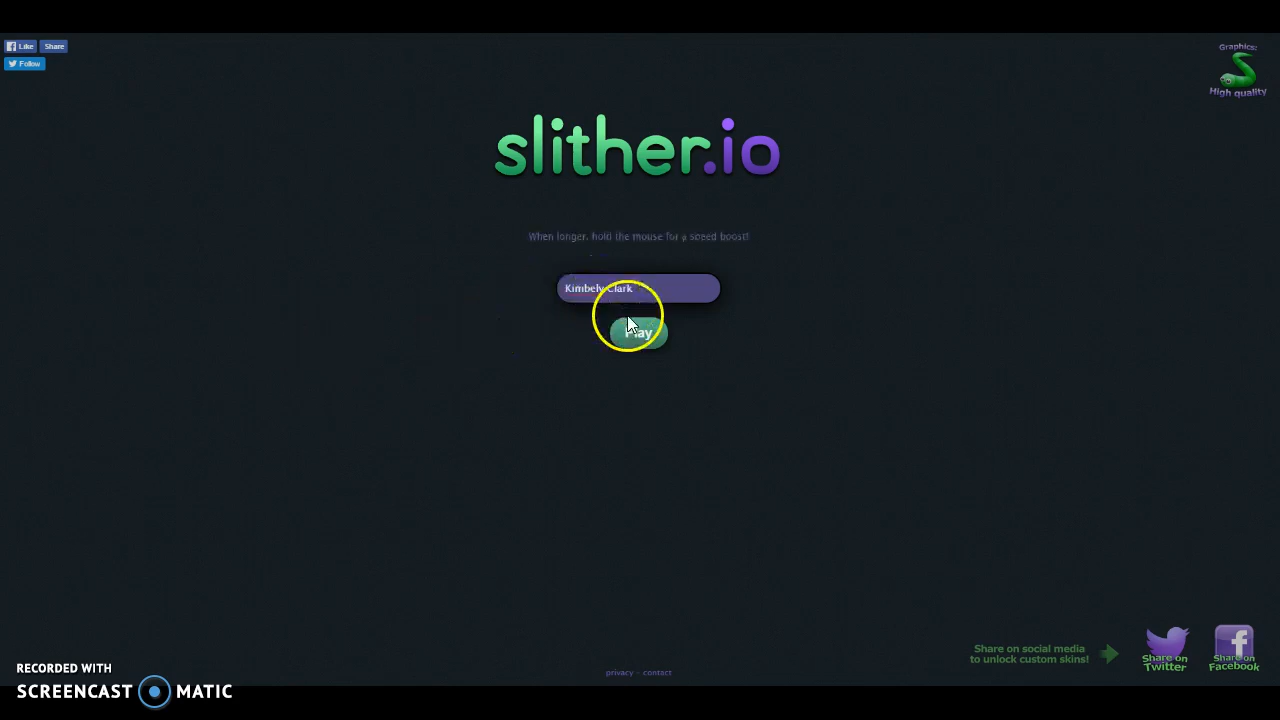 Like Share
Follow
Graphics:
High quality
slither.io
When longer, hold the mouse for a speed boost!
Kimbely Clark
Play
Share on social media
to unlock custom skins!
Share on
Twitter
Share on
Facebook
privacy - contact
RECORDED WITH
SCREENCAST MATIC